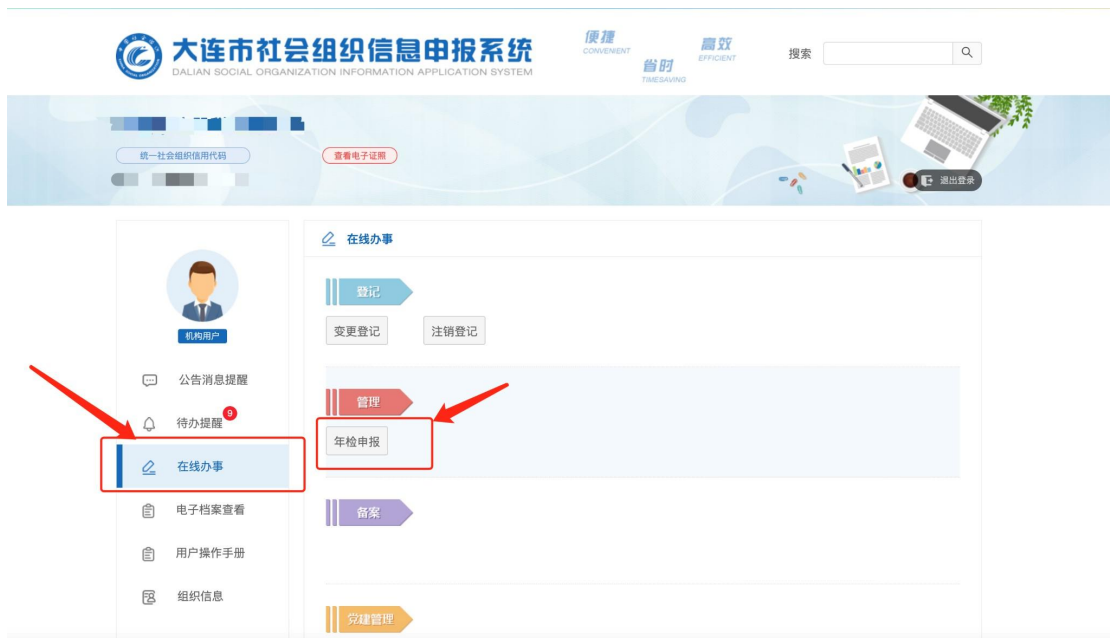 大连市社会组织信息申报系统
DALIAN SOCIAL ORGANIZATION INFORMATION APPLICATION SYSTEM
便捷
CONVENIENT
省时
TIMESAVING
高效
EFFICIENT
搜索
统一社会组织信用代码
查看电子证照
退出登录
机构用户
公告消息提醒
待办提醒
9
在线办事
电子档案查看
用户操作手册
组织信息
在线办事
登记
变更登记
注销登记
管理
年检申报
备案
党建管理